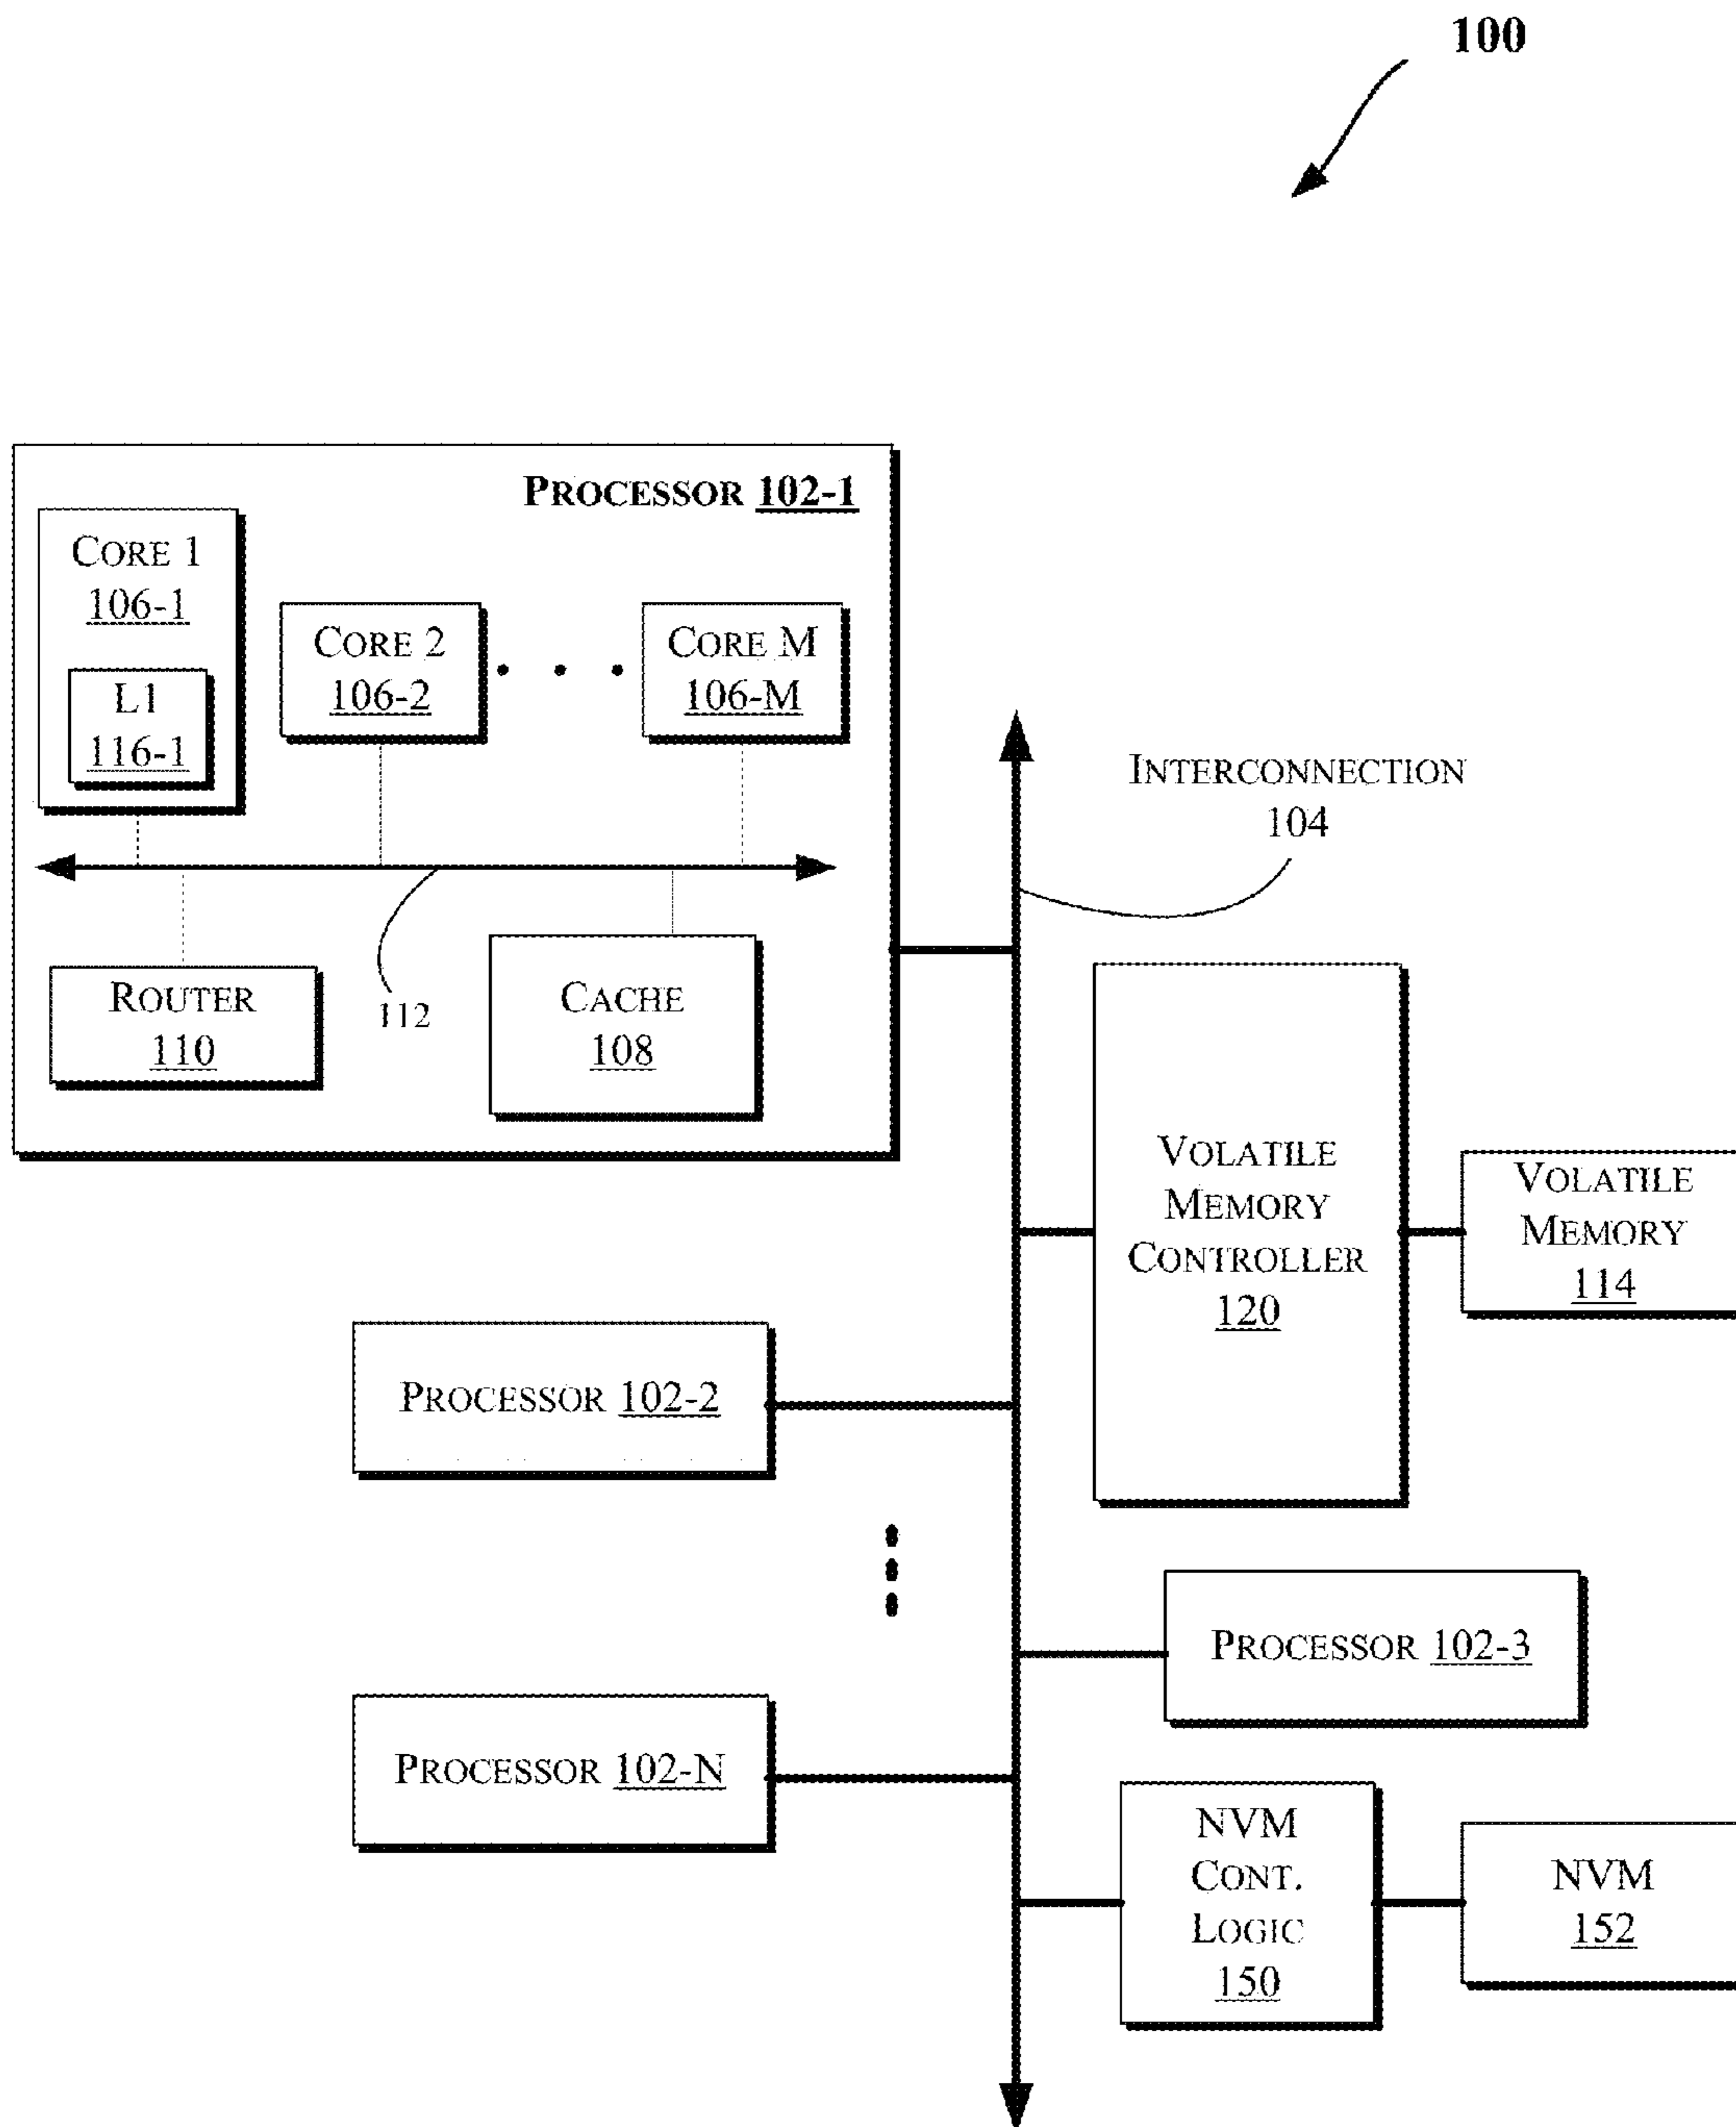 100
PROCESSOR 102-1
CORE 1
106-1
L1
116-1
CORE 2
106-2
CORE M
106-M
112
ROUTER
110
CACHE
108
INTERCONNECTION
104
VOLATILE
MEMORY
CONTROLLER
120
VOLATILE
MEMORY
114
PROCESSOR 102-2
PROCESSOR 102-3
PROCESSOR 102-N
NVM
CONT.
LOGIC
150
NVM
152